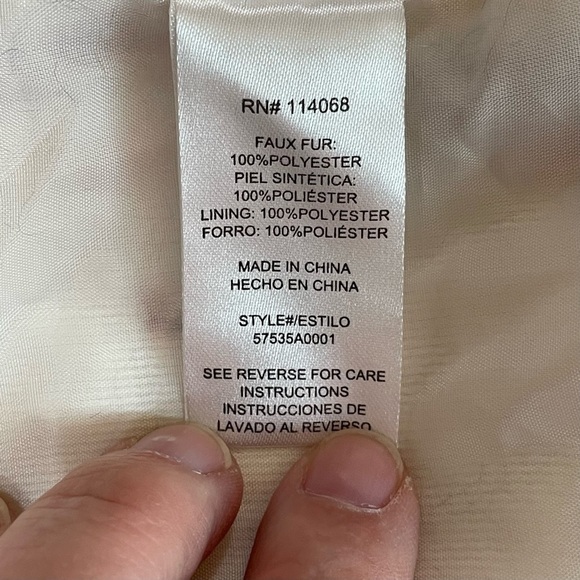 RN# 114068
FAUX FUR:
100%POLYESTER
PIEL SINTÉTICA:
100%POLIÉSTER
LINING: 100%POLYESTER
FORRO: 100%POLIÉSTER
MADE IN CHINA
HECHO EN CHINA
STYLE#/ESTILO
57535A0001
SEE REVERSE FOR CARE
INSTRUCTIONS
INSTRUCCIONES DE
LAVADO AL REVERSO